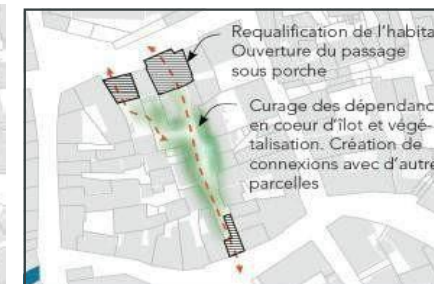 Requalification de l'habita
Ouverture du passage
sous porche
Curage des dépendanc
en coeur d'îlot et végé-
talisation. Création de
connexions avec d'autre
parcelles